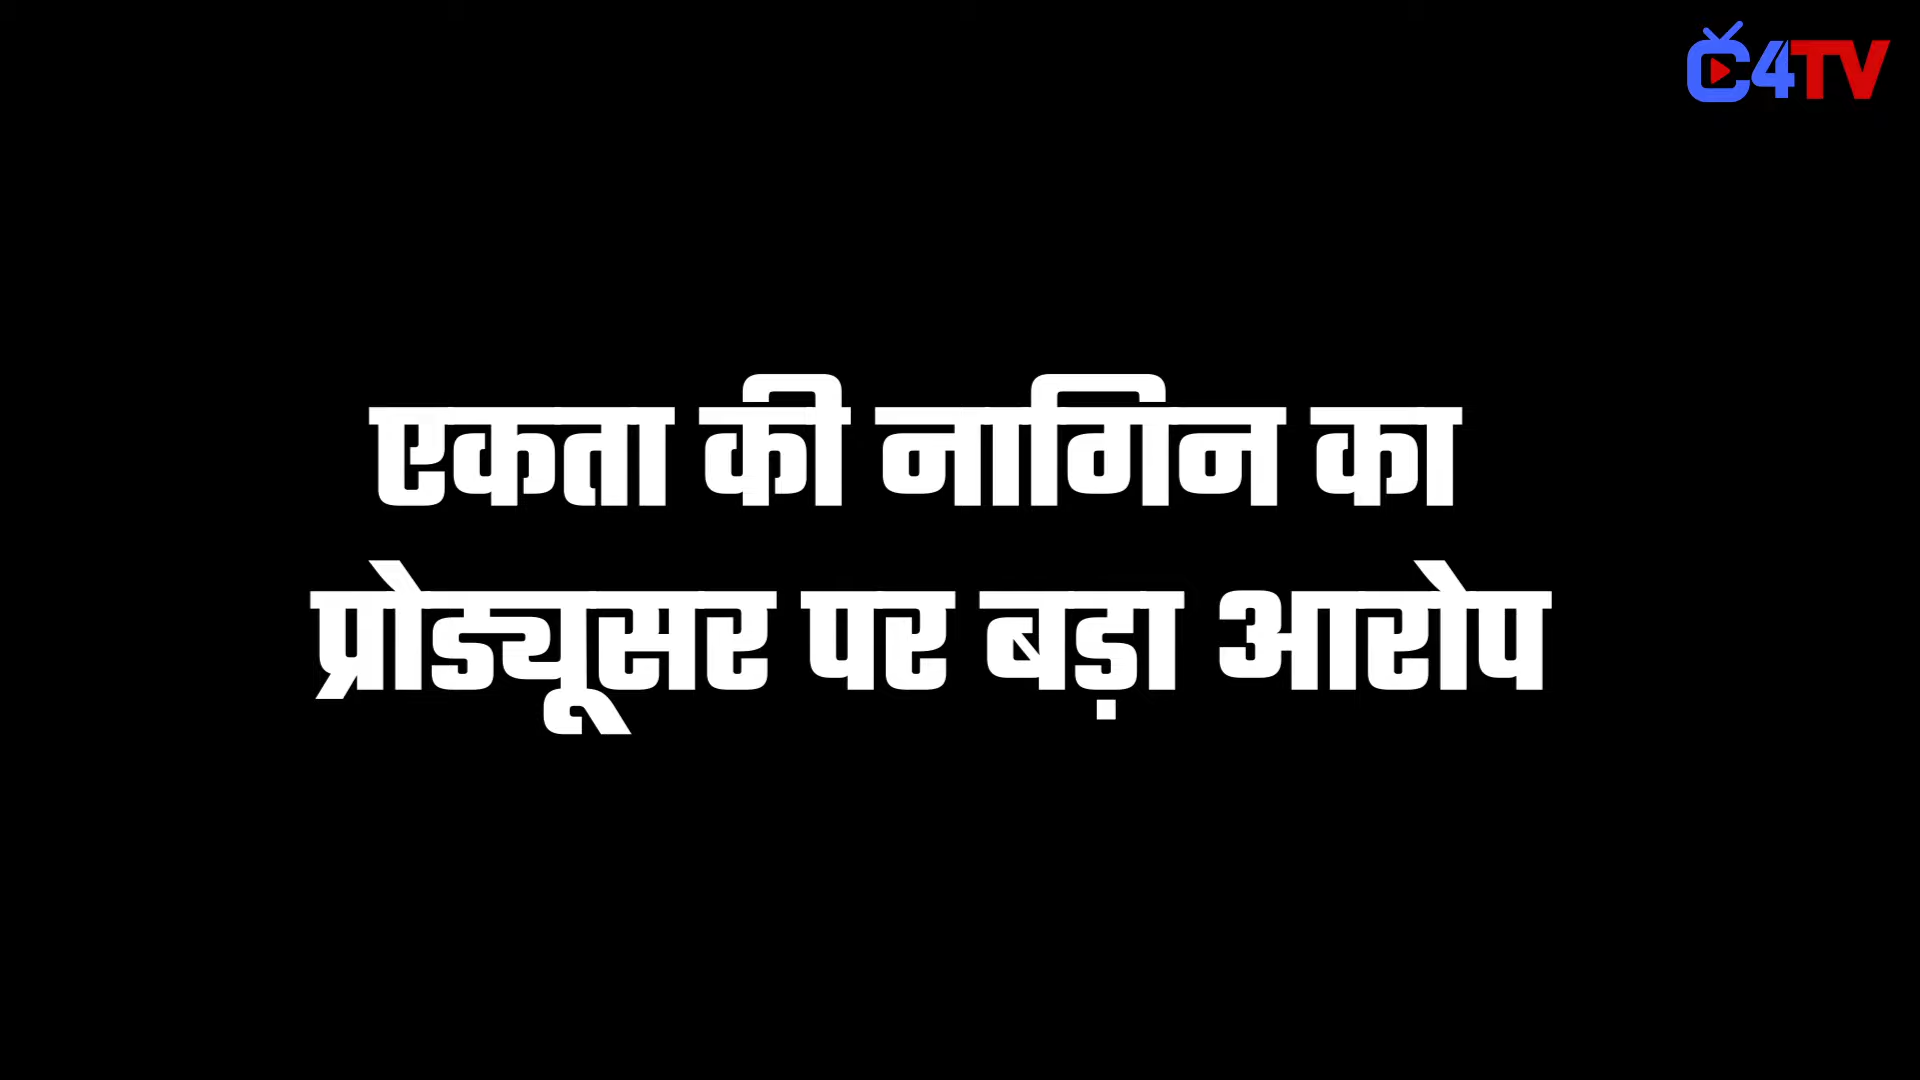 C4TV
एकता की नागिन का
प्रोड्यूसर पर बड़ा आरोप